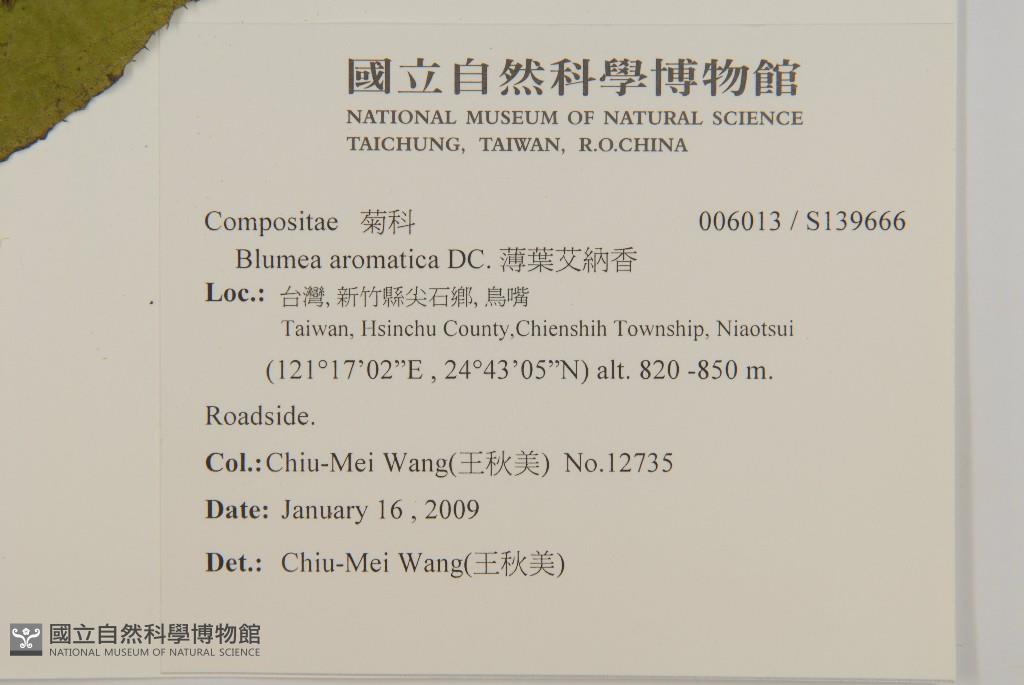 國立自然科學博物館
NATIONAL MUSEUM OF NATURAL SCIENCE
TAICHUNG, TAIWAN, R.O.CHINA
Compositae 菊科 006013 / S139666
Blumea aromatica DC. 薄葉艾納香
Loc.: 台灣, 新竹縣尖石鄉, 鳥嘴
Taiwan, Hsinchu County,Chienshih Township, Niaotsui
(121°17’02”E , 24°43’05”N) alt. 820 -850 m.
Roadside.
Col.:Chiu-Mei Wang(王秋美) No.12735
Date: January 16 , 2009
Det.: Chiu-Mei Wang(王秋美)
國立自然科學博物館
NATIONAL MUSEUM OF NATURAL SCIENCE